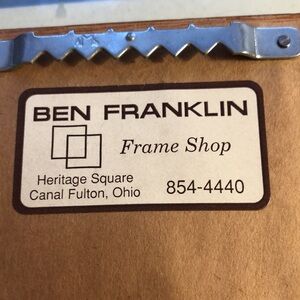 BEN FRANKLIN
Frame Shop
Heritage Square
Canal Fulton, Ohio
854-4440